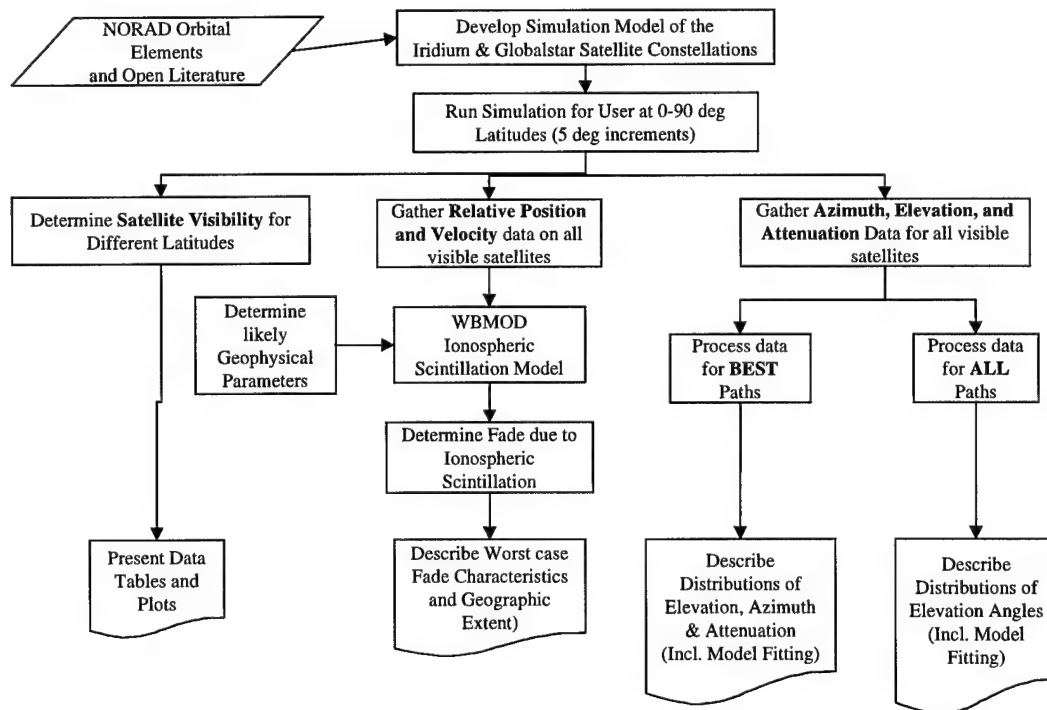 NORAD Orbital
Elements
and Open Literature
Develop Simulation Model of the
Iridium & Globalstar Satellite Constellations
Run Simulation for User at 0-90 deg
Latitudes (5 deg increments)
Determine Satellite Visibility for
Different Latitudes
Gather Relative Position
and Velocity data on all
visible satellites
Gather Azimuth, Elevation, and
Attenuation Data for all visible
satellites
Determine
likely
Geophysical
Parameters
WBMOD
Ionospheric
Scintillation Model
Process data
for BEST
Paths
Process data
for ALL
Paths
Determine Fade due to
Ionospheric
Scintillation
Present Data
Tables and
Plots
Describe Worst case
Fade Characteristics
and Geographic
Extent)
Describe
Distributions of
Elevation, Azimuth
& Attenuation
(Incl. Model Fitting)
Describe
Distributions of
Elevation Angles
(Incl. Model
Fitting)